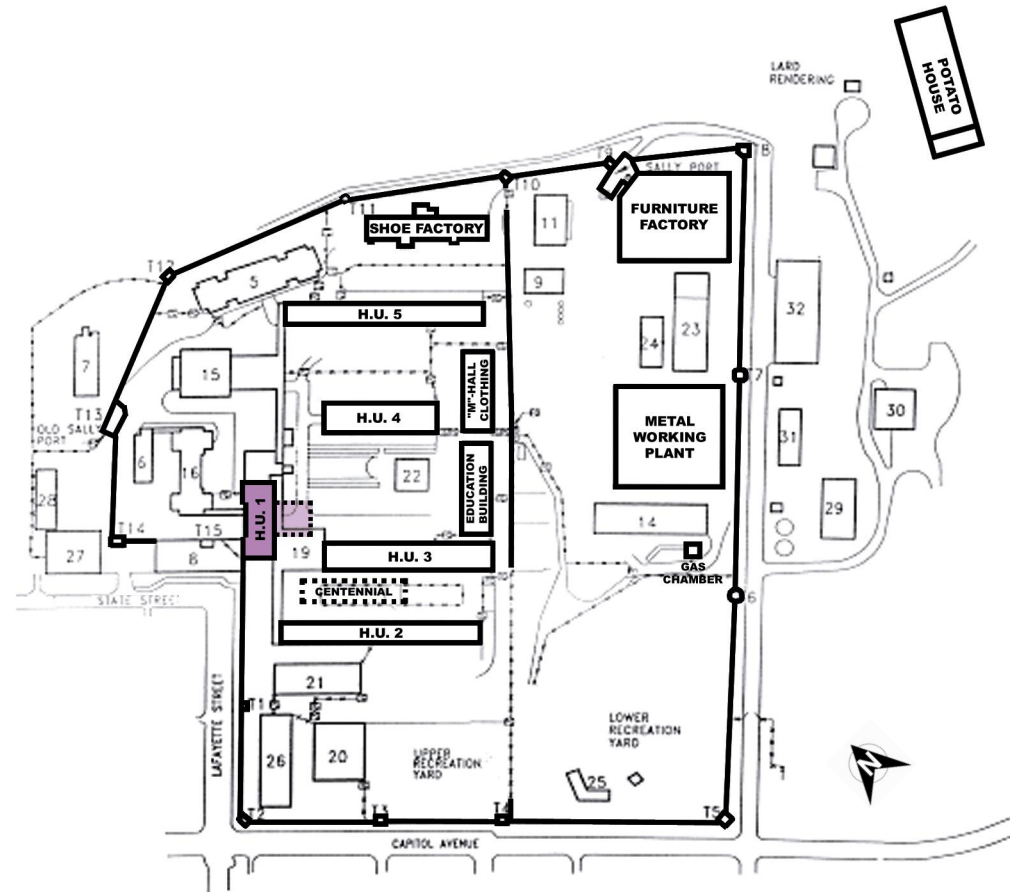 POTATO
HOUSE
LARD
RENDERING
T8
T9
SALLY PORT
T10
T11
11
FURNITURE
FACTORY
SHOE FACTORY
T12
5
9
H.U. 5
32
23
24
7
15
"M"-HALL
CLOTHING
7
T13
OLD SALLY
PORT
H.U. 4
METAL
WORKING
PLANT
30
31
6
16
22
EDUCATION
BUILDING
28
H.U. 1
29
14
T14
T15
27
8
19
H.U. 3
GAS
CHAMBER
CENTENNIAL
6
STATE STREET
H.U. 2
21
LAFAYETTE STREET
T1
26
20
UPPER
RECREATION
YARD
LOWER
RECREATION
YARD
25
N
T2
T3
T4
T5
CAPITOL AVENUE